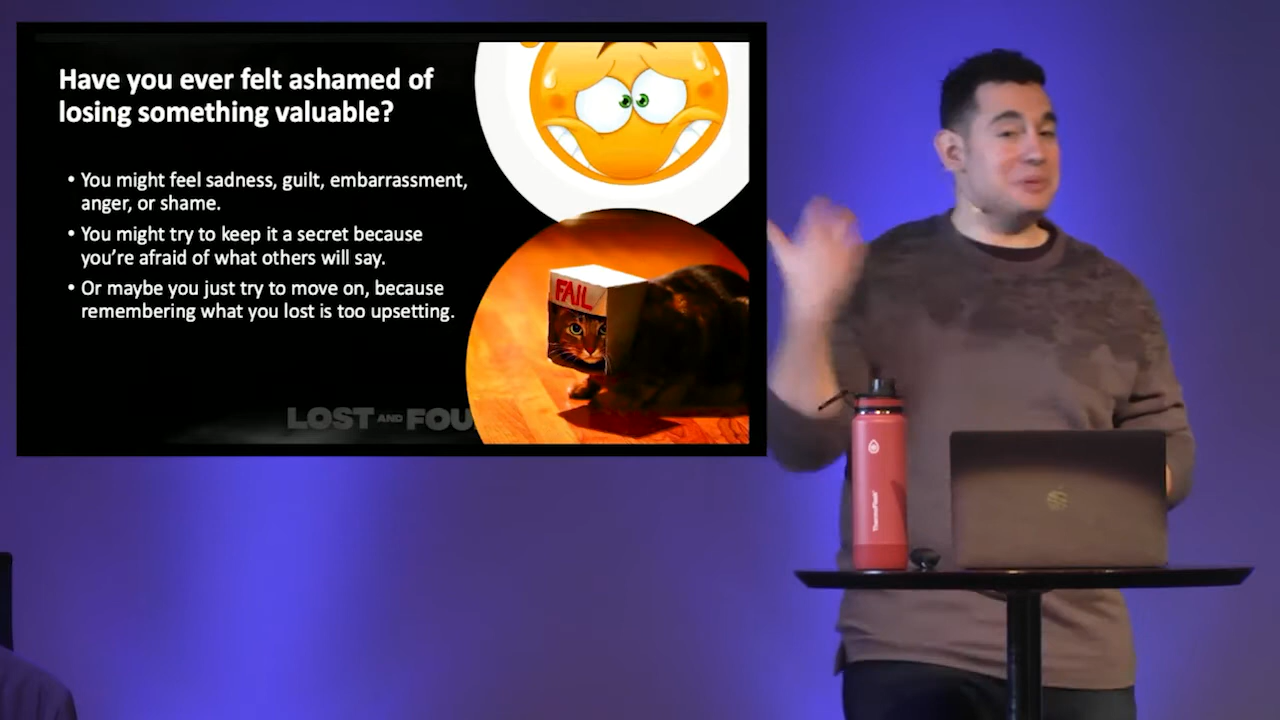 Have you ever felt ashamed of
losing something valuable?
• You might feel sadness, guilt, embarrassment,
anger, or shame.
• You might try to keep it a secret because
you're afraid of what others will say.
• Or maybe you just try to move on, because
remembering what you lost is too upsetting.
FAIL
LOST AND FOU
ThermoFlask